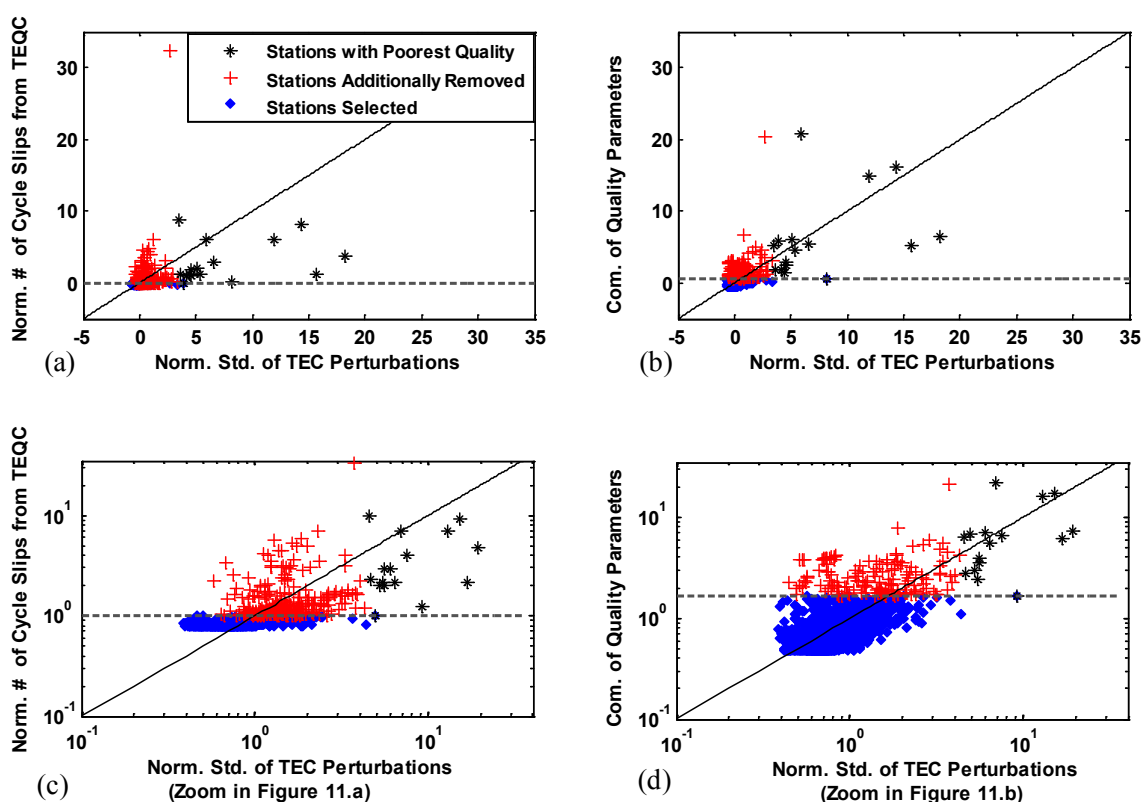 Norm. # of Cycle Slips from TEQC
30
20
10
0
Stations with Poorest Quality
Stations Additionally Removed
Stations Selected
-5 0 5 10 15 20 25 30 35
(a) Norm. Std. of TEC Perturbations
Com. of Quality Parameters
30
20
10
0
-5 0 5 10 15 20 25 30 35
(b) Norm. Std. of TEC Perturbations
Norm. # of Cycle Slips from TEQC
10^1
10^0
10^-1
10^-1 10^0 10^1
(c) Norm. Std. of TEC Perturbations
(Zoom in Figure 11.a)
Com. of Quality Parameters
10^1
10^0
10^-1
10^-1 10^0 10^1
(d) Norm. Std. of TEC Perturbations
(Zoom in Figure 11.b)